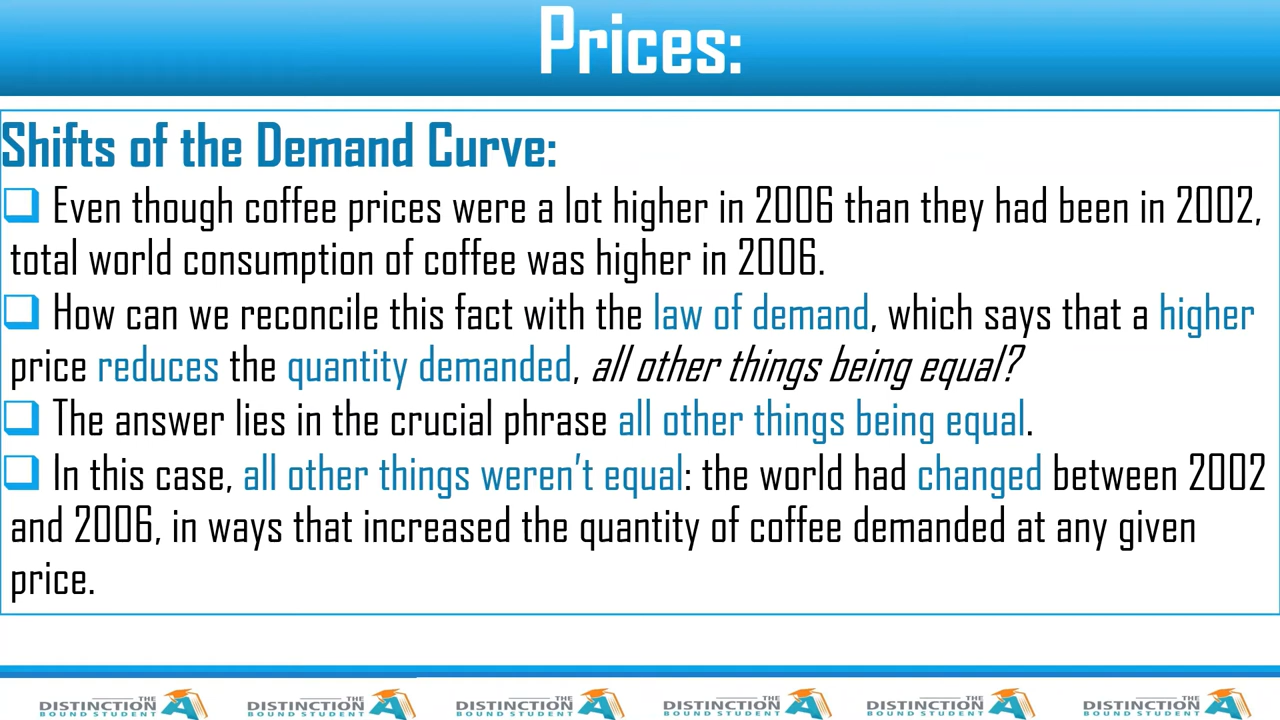 Prices:
Shifts of the Demand Curve:
Even though coffee prices were a lot higher in 2006 than they had been in 2002,
total world consumption of coffee was higher in 2006.
How can we reconcile this fact with the law of demand, which says that a higher
price reduces the quantity demanded, all other things being equal?
The answer lies in the crucial phrase all other things being equal.
In this case, all other things weren't equal: the world had changed between 2002
and 2006, in ways that increased the quantity of coffee demanded at any given
price.
THE DISTINCTION BOUND STUDENT A THE DISTINCTION BOUND STUDENT A THE DISTINCTION BOUND STUDENT A THE DISTINCTION BOUND STUDENT A THE DISTINCTION BOUND STUDENT A THE DISTINCTION BOUND STUDENT A